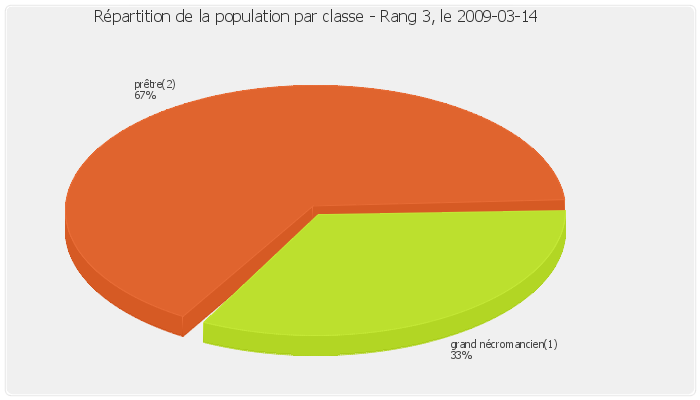 Répartition de la population par classe - Rang 3, le 2009-03-14
prêtre(2)
67%
grand nécromancien(1)
33%